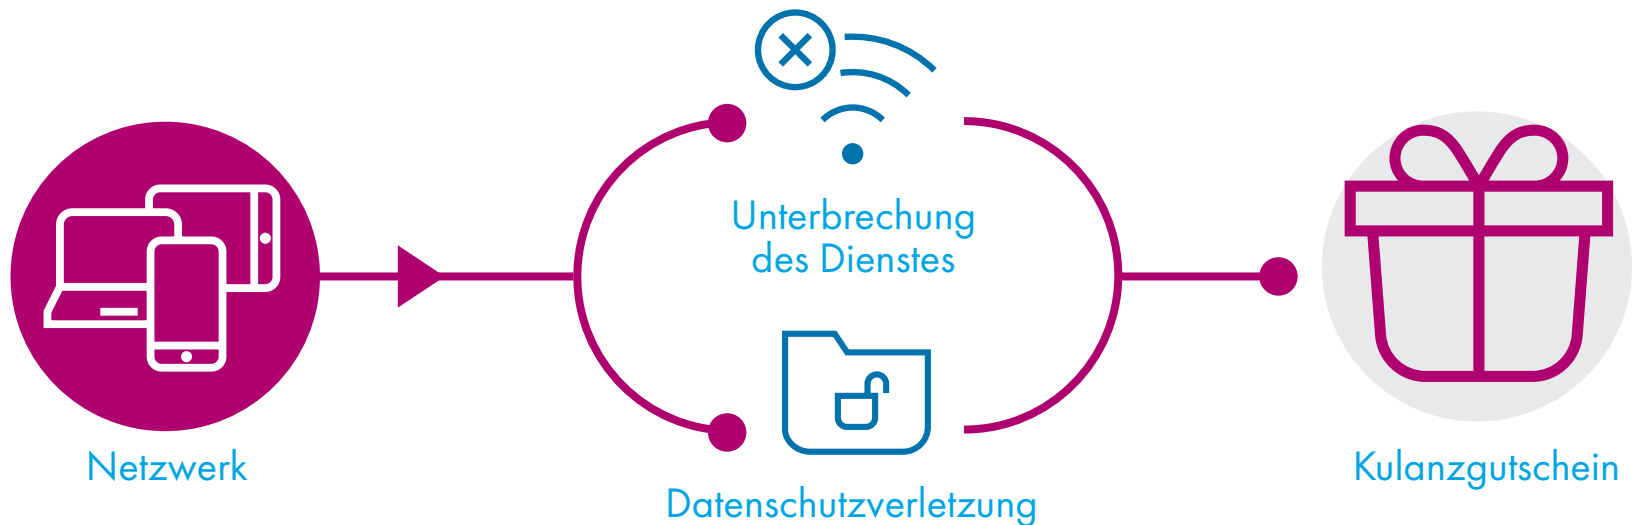 Netzwerk
Unterbrechung
des Dienstes
Datenschutzverletzung
Kulanzgutschein